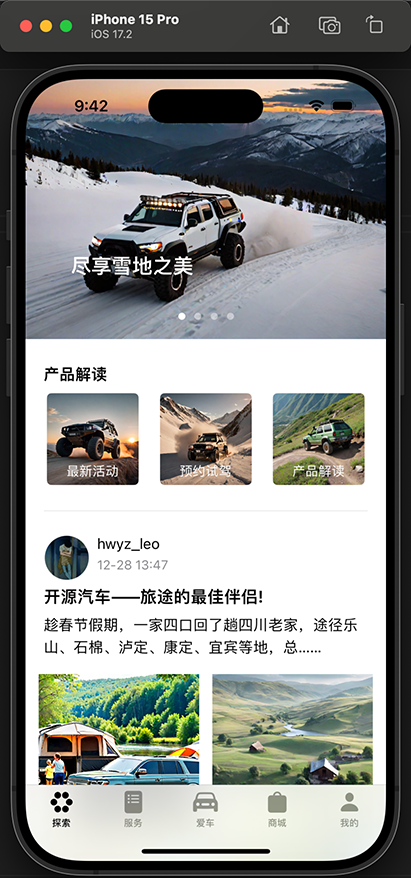 iPhone 15 Pro
iOS 17.2
9:42
尽享雪地之美
产品解读
最新活动
预约试驾
产品解读
hwyz_leo
12-28 13:47
开源汽车——旅途的最佳伴侣!
趁春节假期，一家四口回了趟四川老家，途径乐
山、石棉、泸定、康定、宜宾等地，总……
探索
服务
爱车
商城
我的